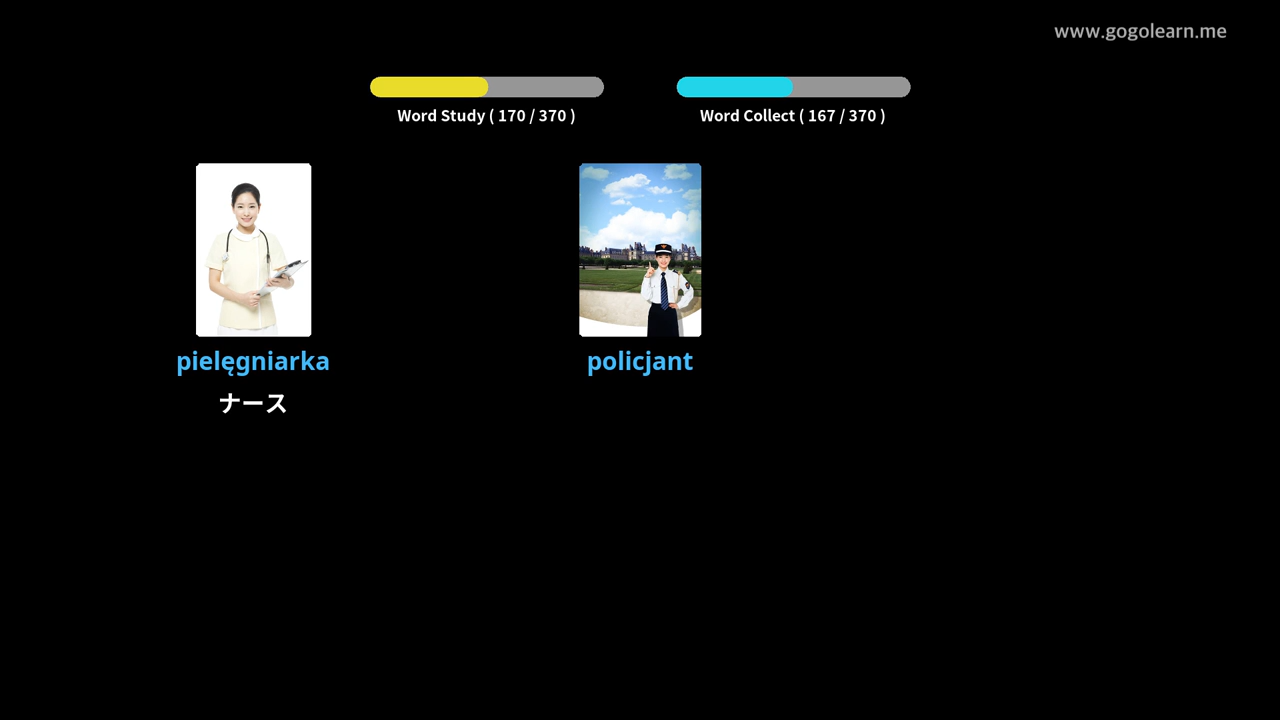 www.gogolearn.me
Word Study ( 170 / 370 )
Word Collect ( 167 / 370 )
pielęgniarka
policjant
ナース